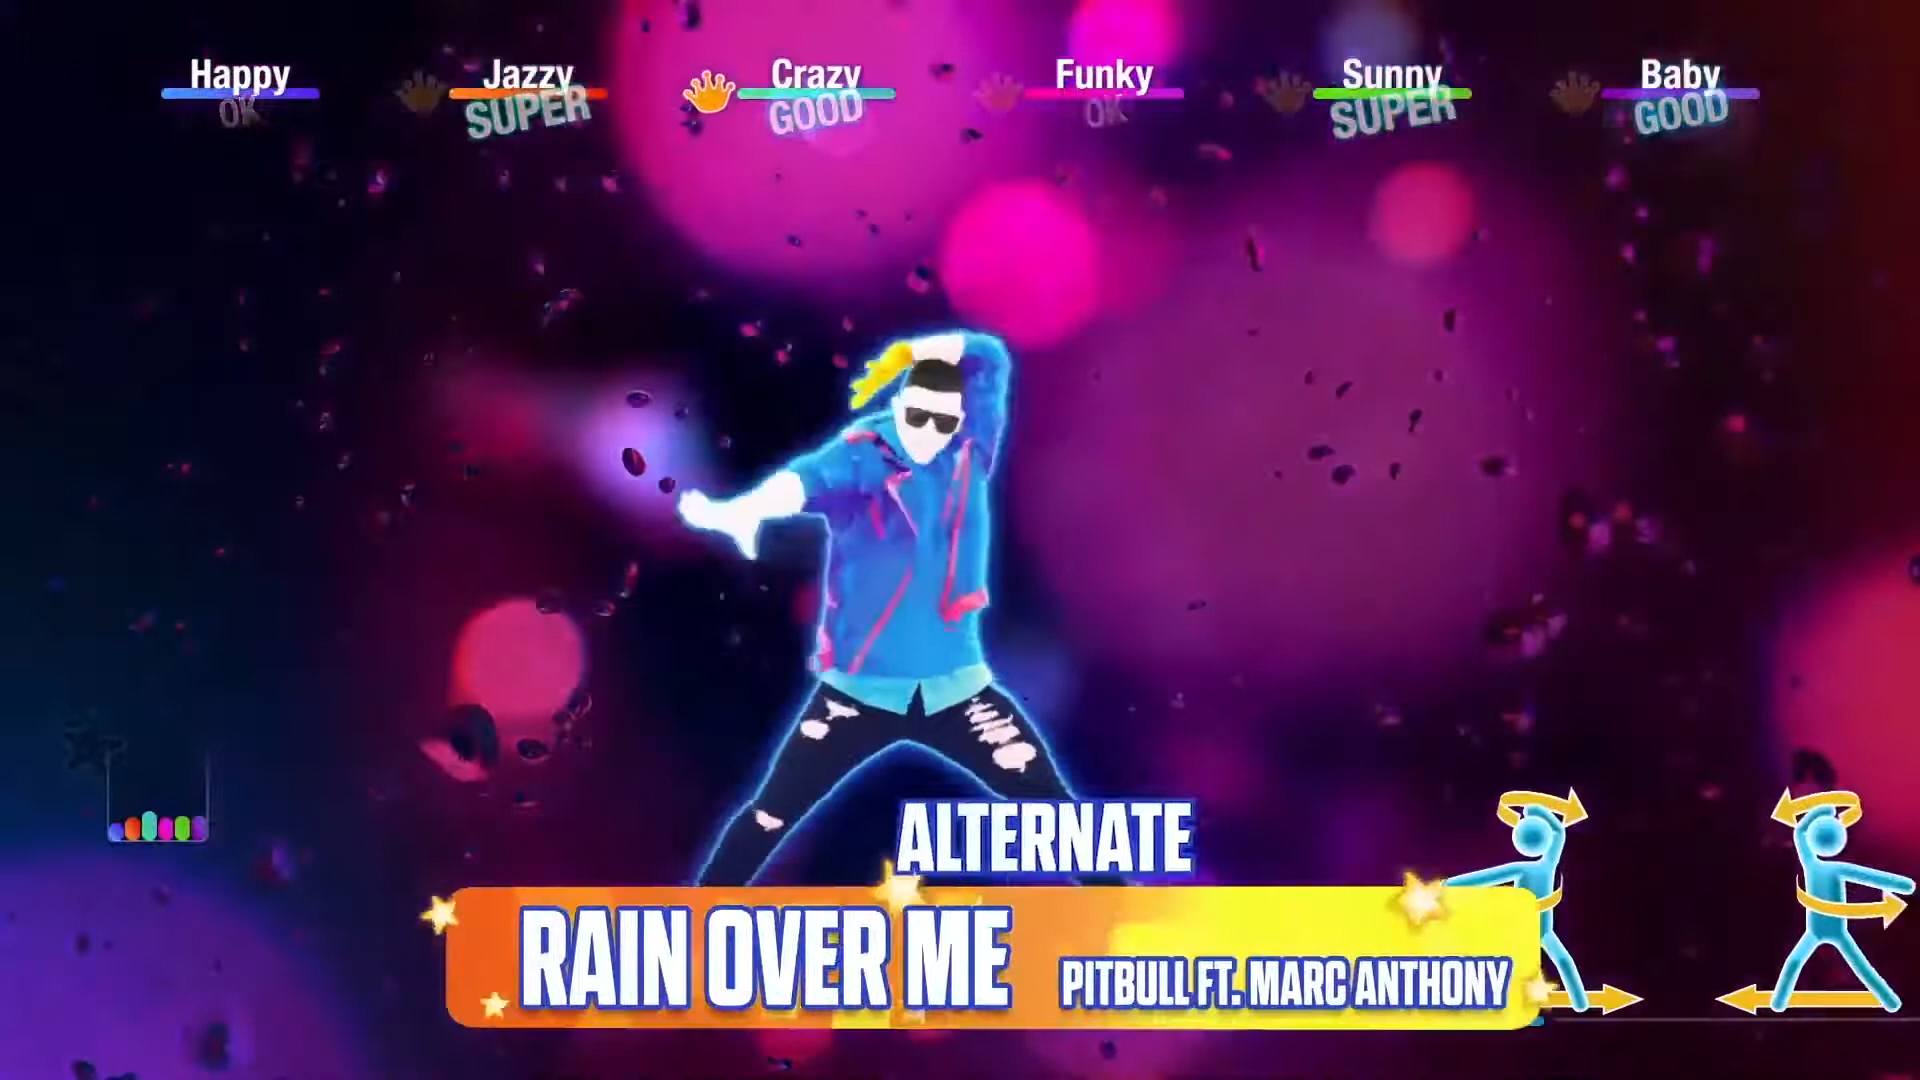 Happy
OK
Jazzy
SUPER
Crazy
GOOD
Funky
OK
Sunny
SUPER
Baby
GOOD
ALTERNATE
RAIN OVER ME
PITBULL FT. MARC ANTHONY